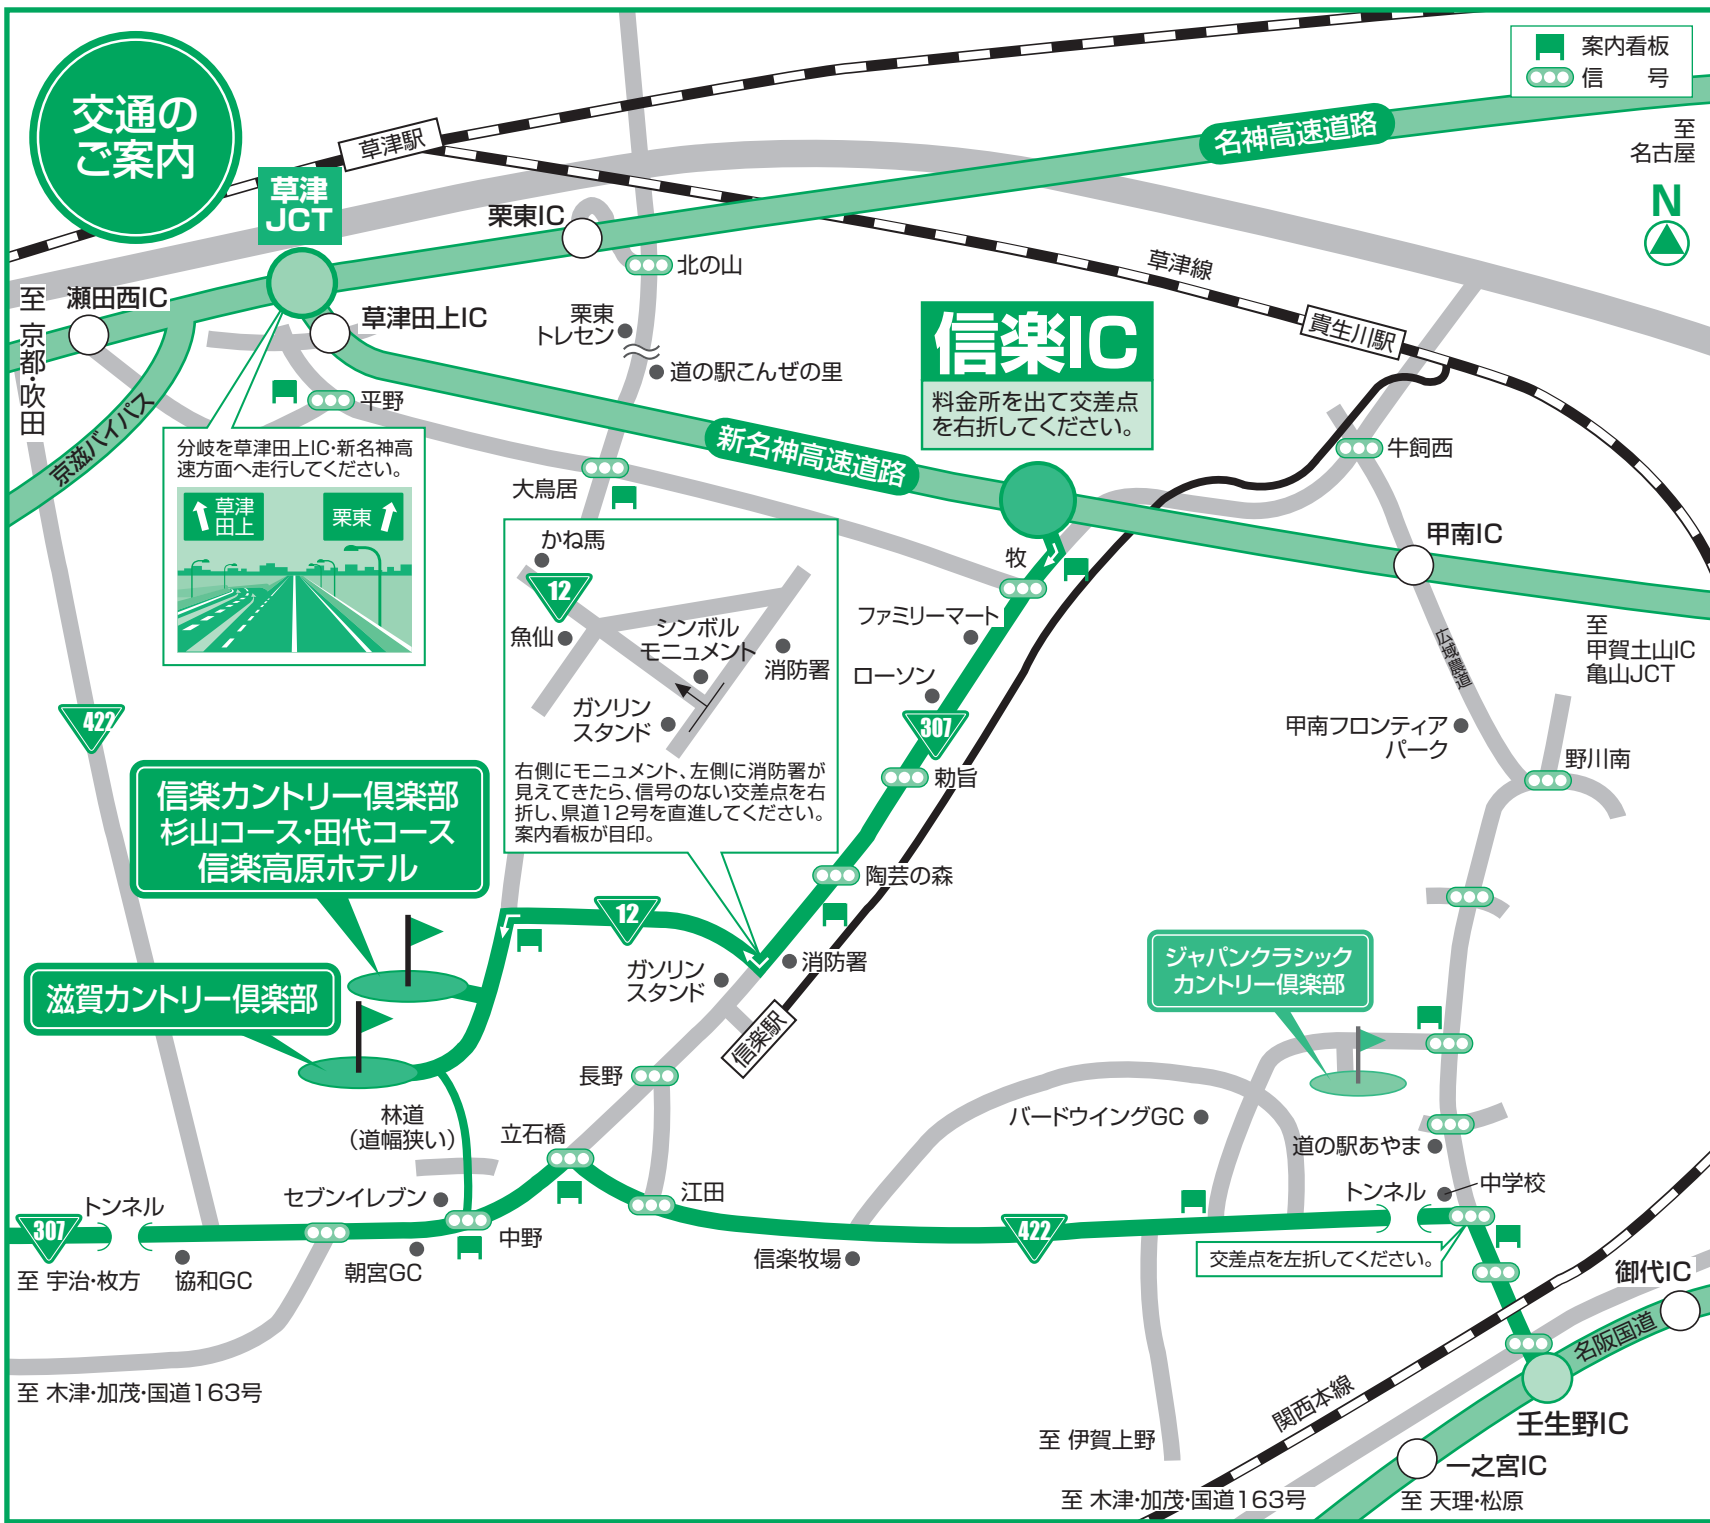 交通の
ご案内
案内看板
信　号
草津駅
名神高速道路
至
名古屋
N
草津
JCT
栗東IC
北の山
草津線
至 京都・吹田
瀬田西IC
草津田上IC
栗東
トレセン
道の駅こんぜの里
貴生川駅
信楽IC
料金所を出て交差点
を右折してください。
平野
京滋バイパス
新名神高速道路
牛飼西
分岐を草津田上IC・新名神高
速方面へ走行してください。
草津
田上
栗東
大鳥居
甲南IC
かね馬
12
魚仙
シンボル
モニュメント
消防署
ガソリン
スタンド
右側にモニュメント、左側に消防署が
見えてきたら、信号のない交差点を右
折し、県道12号を直進してください。
案内看板が目印。
牧
ファミリーマート
ローソン
307
勅旨
陶芸の森
広域農道
至
甲賀土山IC
亀山JCT
甲南フロンティア
パーク
野川南
422
信楽カントリー倶楽部
杉山コース・田代コース
信楽高原ホテル
12
ガソリン
スタンド
消防署
滋賀カントリー倶楽部
信楽駅
ジャパンクラシック
カントリー倶楽部
長野
林道
（道幅狭い）
立石橋
バードウイングGC
道の駅あやま
トンネル
307
セブンイレブン
江田
トンネル
中学校
中野
422
信楽牧場
交差点を左折してください。
至 宇治・枚方
協和GC
朝宮GC
御代IC
名阪国道
至 木津・加茂・国道163号
関西本線
壬生野IC
至 伊賀上野
一之宮IC
至 木津・加茂・国道163号
至 天理・松原